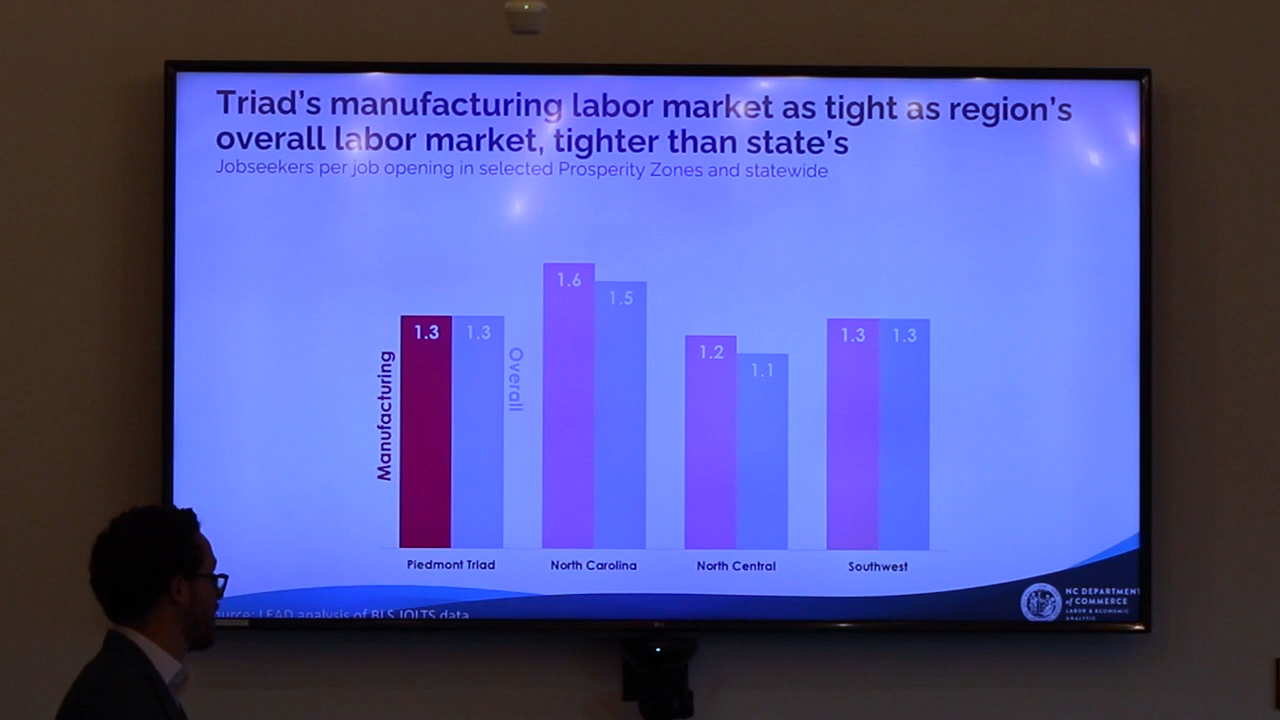 Triad's manufacturing labor market as tight as region's
overall labor market, tighter than state's
Jobseekers per job opening in selected Prosperity Zones and statewide
1.6
1.5
1.3
1.3
1.2
1.1
1.3
1.3
Manufacturing
Overall
Piedmont Triad
North Carolina
North Central
Southwest
LEAD analysis of BLS JOLTS data
NC DEPARTMENT
of COMMERCE
LABOR & ECONOMIC
ANALYSIS